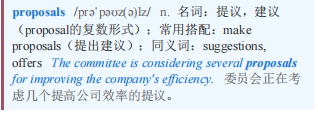 proposals /prəˈpəʊz(ə)lz/ n. 名词：提议，建议
（proposal的复数形式）；常用搭配：make
proposals（提出建议）；同义词：suggestions,
offers The committee is considering several proposals
for improving the company's efficiency. 委员会正在考
虑几个提高公司效率的提议。